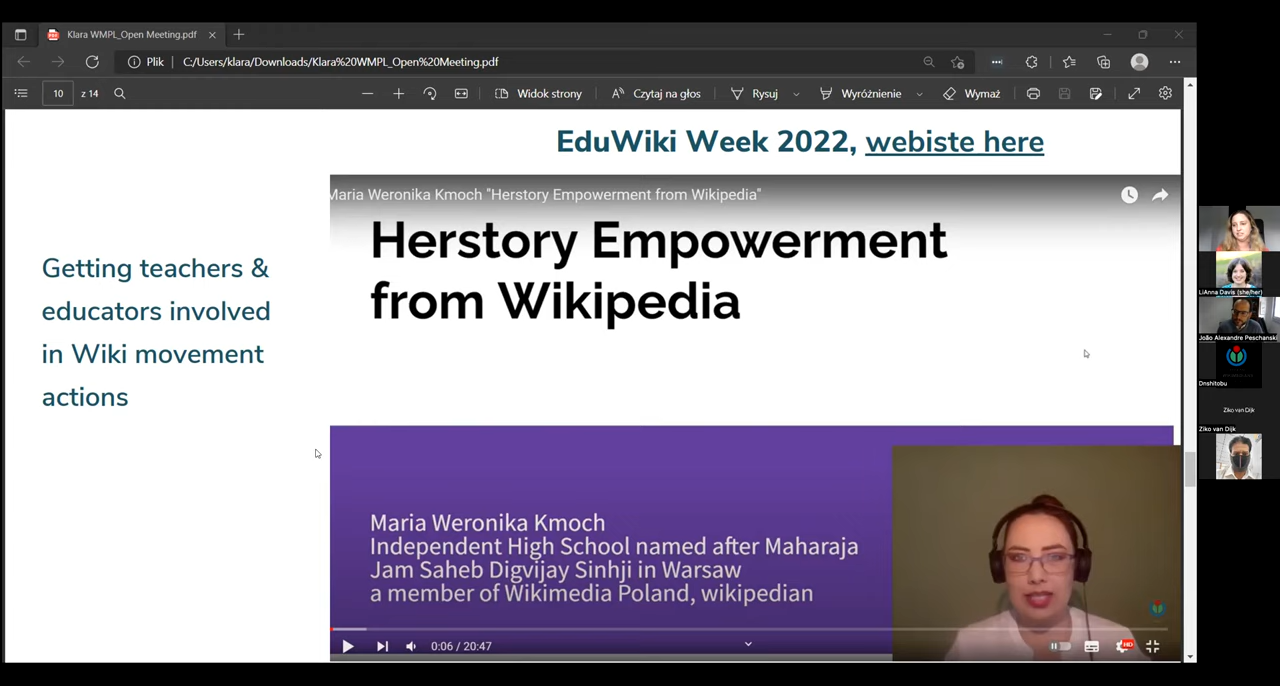 Klara WMPL_Open Meeting.pdf
Plik
C:/Users/klara/Downloads/Klara%20WMPL_Open%20Meeting.pdf
10 z 14
Widok strony
Czytaj na głos
Rysuj
Wyróżnienie
Wymaż
EduWiki Week 2022, webiste here
Maria Weronika Kmoch "Herstory Empowerment from Wikipedia"
Herstory Empowerment
from Wikipedia
Getting teachers &
educators involved
in Wiki movement
actions
Maria Weronika Kmoch
Independent High School named after Maharaja
Jam Saheb Digvijay Sinhji in Warsaw
a member of Wikimedia Poland, wikipedian
0:06 / 20:47
HD
LiAnna Davis (she/her)
João Alexandre Peschanski
Dnshitobu
Ziko van Dijk
Ziko van Dijk